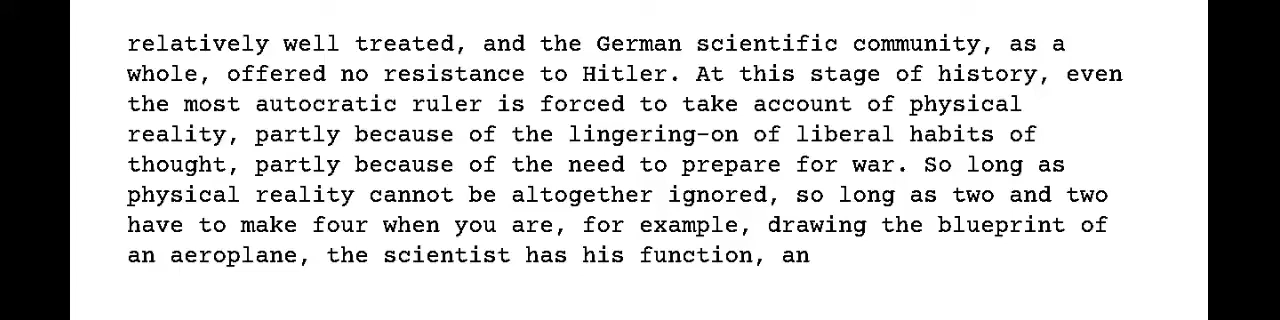 relatively well treated, and the German scientific community, as a
whole, offered no resistance to Hitler. At this stage of history, even
the most autocratic ruler is forced to take account of physical
reality, partly because of the lingering-on of liberal habits of
thought, partly because of the need to prepare for war. So long as
physical reality cannot be altogether ignored, so long as two and two
have to make four when you are, for example, drawing the blueprint of
an aeroplane, the scientist has his function, an